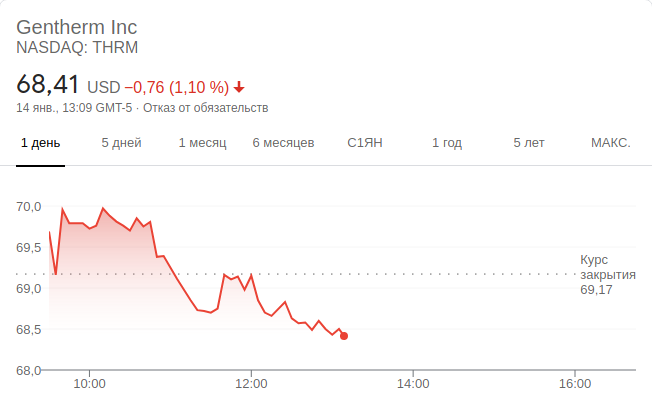 Gentherm Inc
NASDAQ: THRM
68,41 USD −0,76 (1,10 %)
14 янв., 13:09 GMT-5 · Отказ от обязательств
1 день 5 дней 1 месяц 6 месяцев С1ЯН 1 год 5 лет МАКС.
70,0
69,5
Курс
закрытия
69,17
69,0
68,5
68,0
10:00 12:00 14:00 16:00